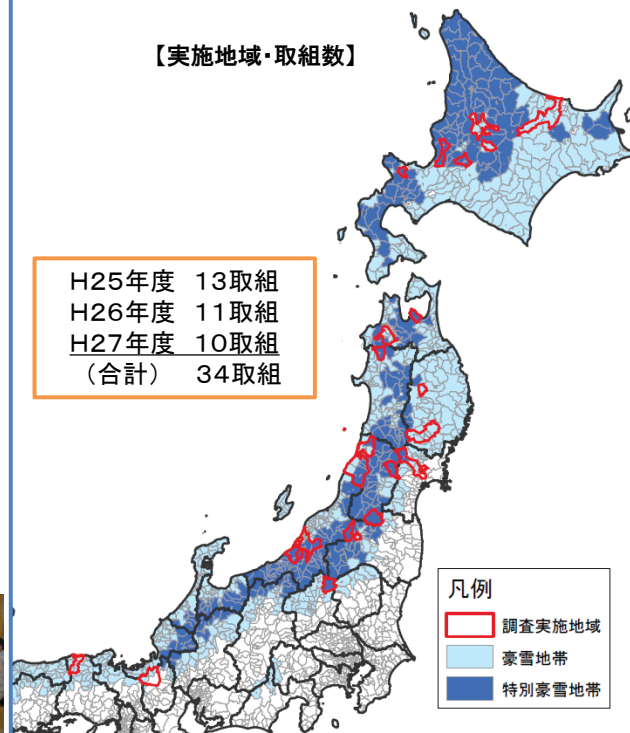 【実施地域・取組数】
H25年度 13取組
H26年度 11取組
H27年度 10取組
（合計） 34取組
凡例
調査実施地域
豪雪地帯
特別豪雪地帯